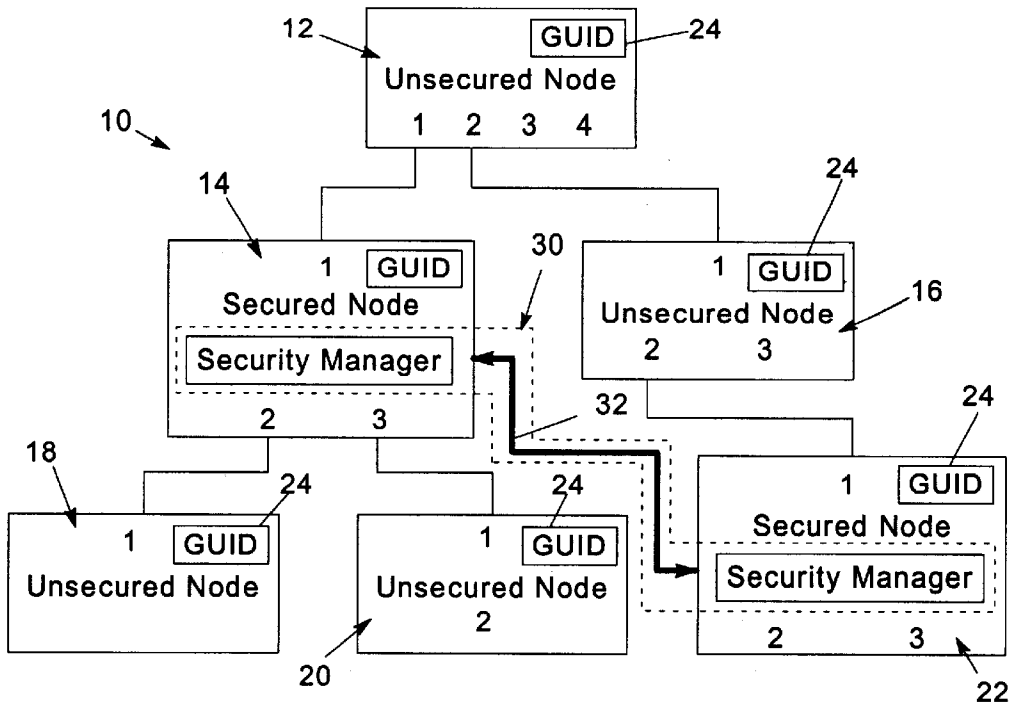 12
GUID
24
Unsecured Node
1 2 3 4
10
14
1
GUID
Secured Node
Security Manager
2 3
30
24
1
GUID
Unsecured Node
2 3
16
32
18
24
1
GUID
Unsecured Node
24
1
GUID
Unsecured Node
2
20
24
1
GUID
Secured Node
Security Manager
2 3
22